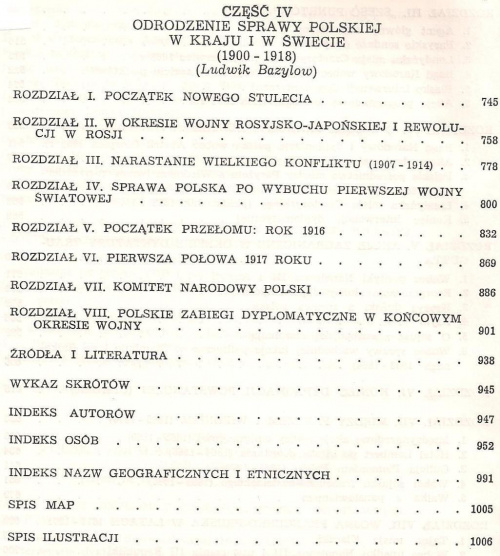 CZĘŚĆ IV
ODRODZENIE SPRAWY POLSKIEJ
W KRAJU I W ŚWIECIE
(1900 - 1918)
(Ludwik Bazylow)
ROZDZIAŁ I. POCZĄTEK NOWEGO STULECIA . . . . . . . 745
ROZDZIAŁ II. W OKRESIE WOJNY ROSYJSKO-JAPOŃSKIEJ I REWOLU-
CJI W ROSJI . . . . . . . . . . . . . . 758
ROZDZIAŁ III. NARASTANIE WIELKIEGO KONFLIKTU (1907 - 1914) . . 778
ROZDZIAŁ IV. SPRAWA POLSKA PO WYBUCHU PIERWSZEJ WOJNY
ŚWIATOWEJ . . . . . . . . . . . . . . 800
ROZDZIAŁ V. POCZĄTEK PRZEŁOMU: ROK 1916 . . . . . . 832
ROZDZIAŁ VI. PIERWSZA POŁOWA 1917 ROKU . . . . . . . 869
ROZDZIAŁ VII. KOMITET NARODOWY POLSKI . . . . . . . 886
ROZDZIAŁ VIII. POLSKIE ZABIEGI DYPLOMATYCZNE W KOŃCOWYM
OKRESIE WOJNY . . . . . . . . . . . . . 901
ŹRÓDŁA I LITERATURA . . . . . . . . . . . . 938
WYKAZ SKRÓTÓW . . . . . . . . . . . . . . 945
INDEKS AUTORÓW . . . . . . . . . . . . . 947
INDEKS OSÓB . . . . . . . . . . . . . . . 952
INDEKS NAZW GEOGRAFICZNYCH I ETNICZNYCH . . . . . . 991
SPIS MAP . . . . . . . . . . . . . . . . 1005
SPIS ILUSTRACJI . . . . . . . . . . . . . . 1006